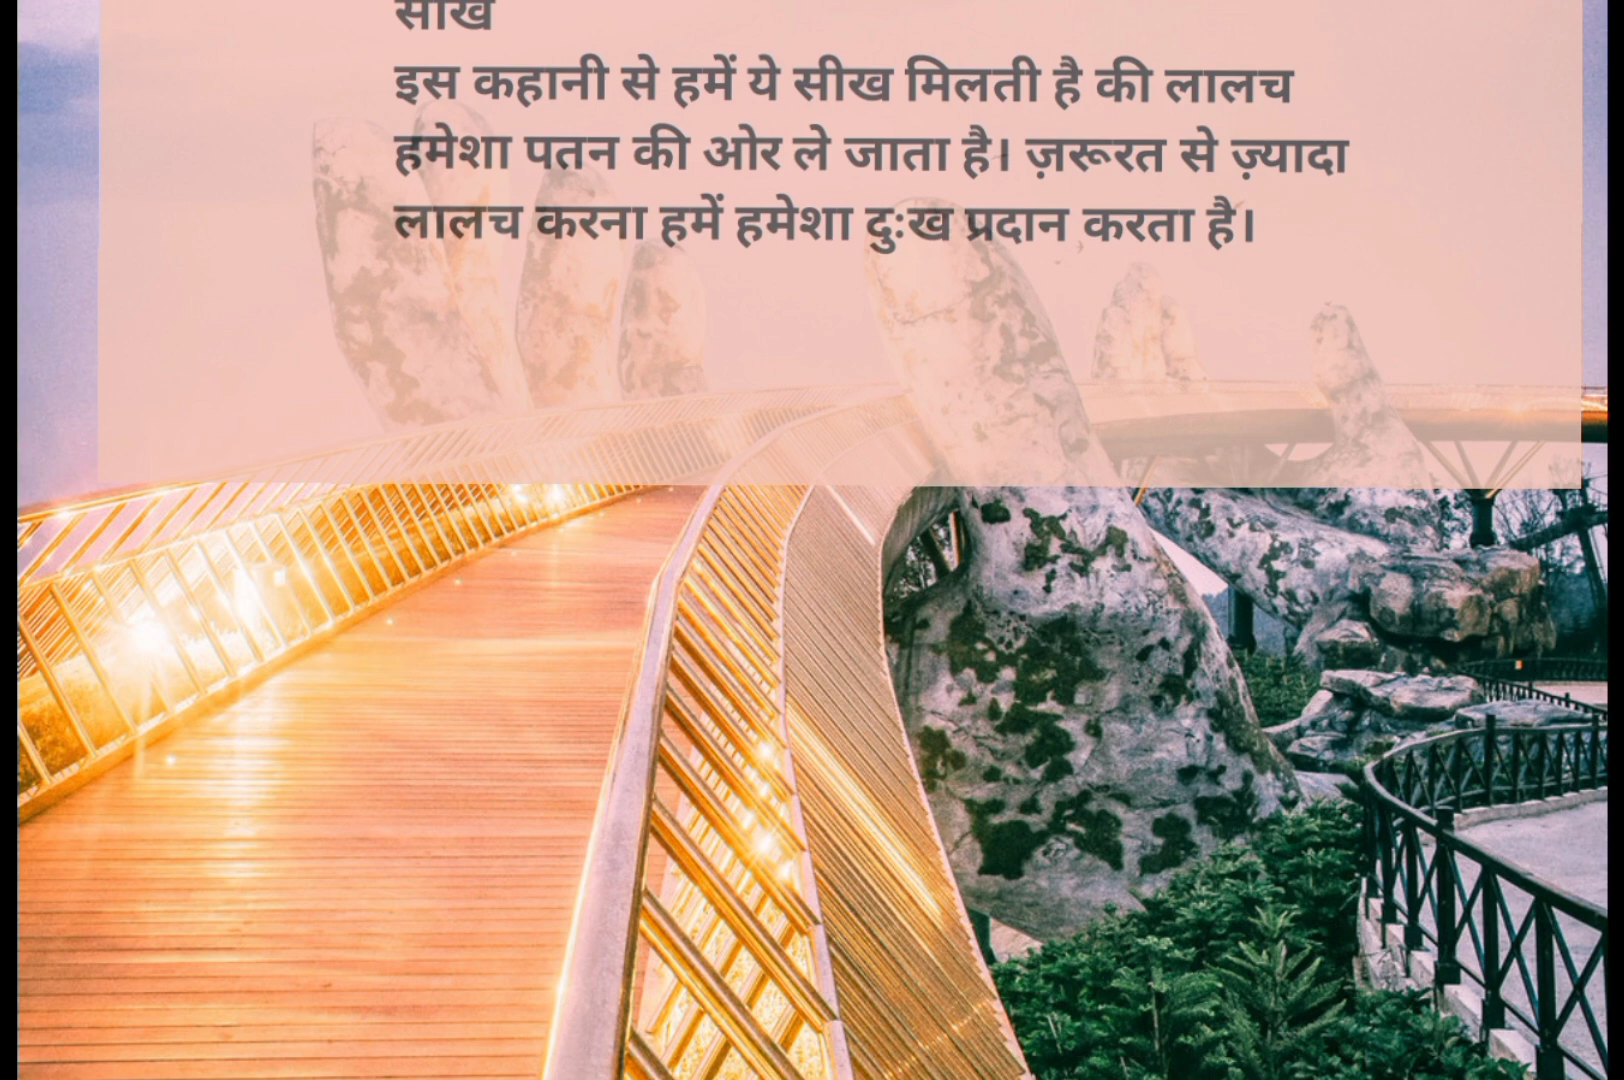 सीख
इस कहानी से हमें ये सीख मिलती है की लालच
हमेशा पतन की ओर ले जाता है। ज़रूरत से ज़्यादा
लालच करना हमें हमेशा दुःख प्रदान करता है।